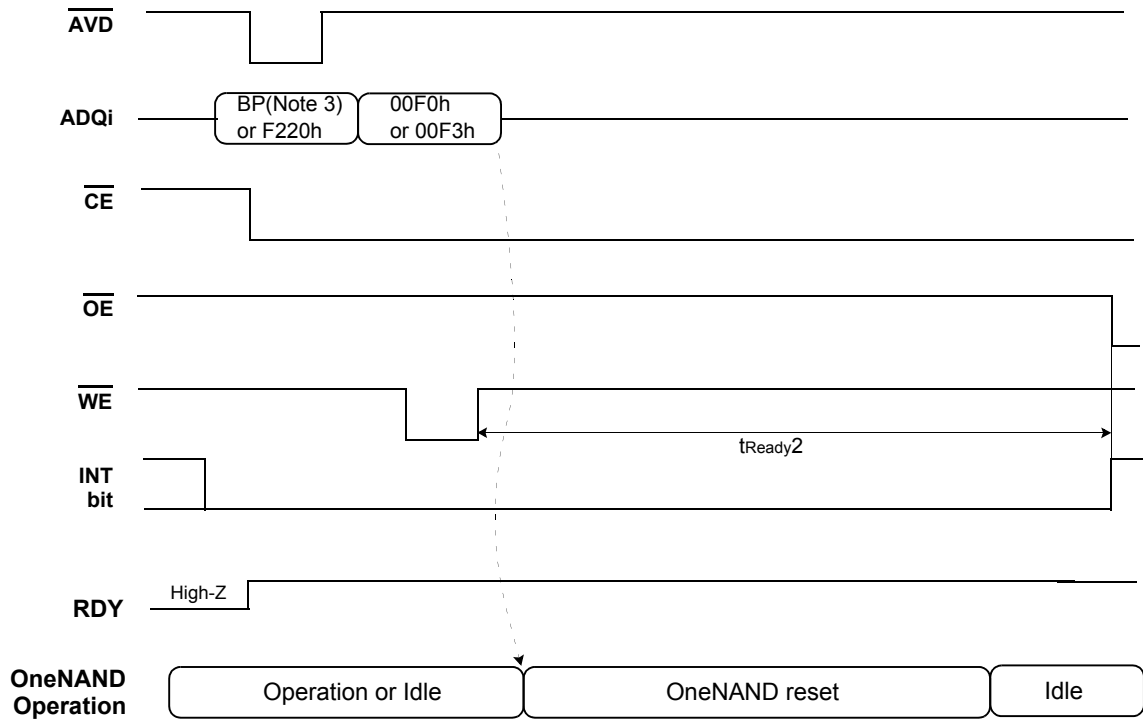 AVD
ADQi
BP(Note 3)
or F220h
00F0h
or 00F3h
CE
OE
WE
tReady2
INT
bit
High-Z
RDY
OneNAND
Operation
Operation or Idle
OneNAND reset
Idle